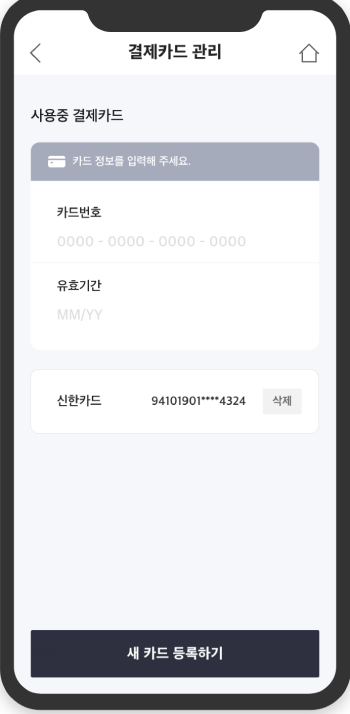 결제카드 관리
사용중 결제카드
카드 정보를 입력해 주세요.
카드번호
0000 - 0000 - 0000 - 0000
유효기간
MM/YY
신한카드 94101901****4324 삭제
새 카드 등록하기